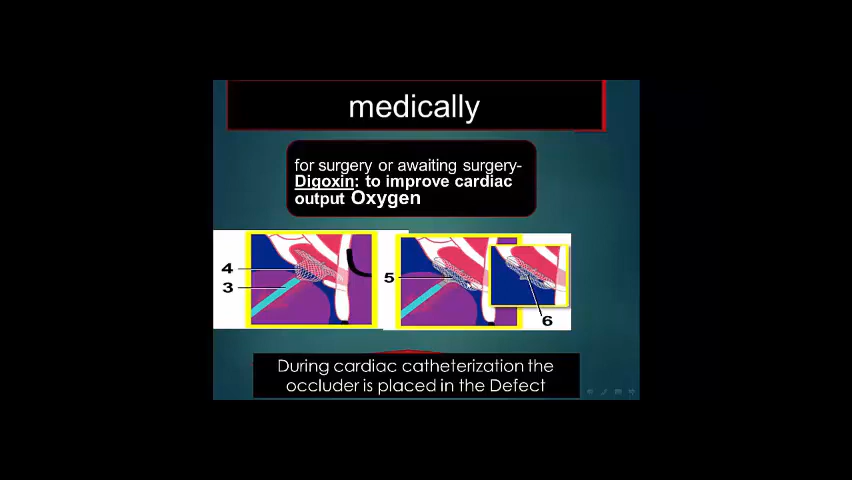 medically
for surgery or awaiting surgery-
Digoxin: to improve cardiac
output Oxygen
4
3
5
6
During cardiac catheterization the
occluder is placed in the Defect